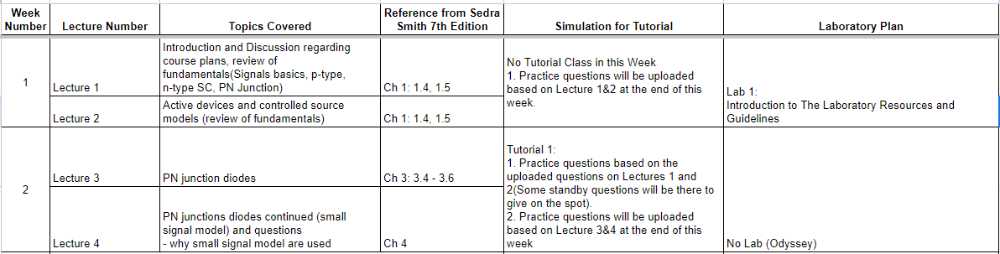 Week
Number
Lecture Number
Topics Covered
Reference from Sedra
Smith 7th Edition
Simulation for Tutorial
Laboratory Plan
1
Lecture 1
Introduction and Discussion regarding
course plans, review of
fundamentals(Signals basics, p-type,
n-type SC, PN Junction)
Ch 1: 1.4, 1.5
No Tutorial Class in this Week
1. Practice questions will be uploaded
based on Lecture 1&2 at the end of this
week.
Lab 1:
Introduction to The Laboratory Resources and
Guidelines
Lecture 2
Active devices and controlled source
models (review of fundamentals)
Ch 1: 1.4, 1.5
2
Lecture 3
PN junction diodes
Ch 3: 3.4 - 3.6
Tutorial 1:
1. Practice questions based on the
uploaded questions on Lectures 1 and
2(Some standby questions will be there to
give on the spot).
2. Practice questions will be uploaded
based on Lecture 3&4 at the end of this
week
No Lab (Odyssey)
Lecture 4
PN junctions diodes continued (small
signal model) and questions
- why small signal model are used
Ch 4